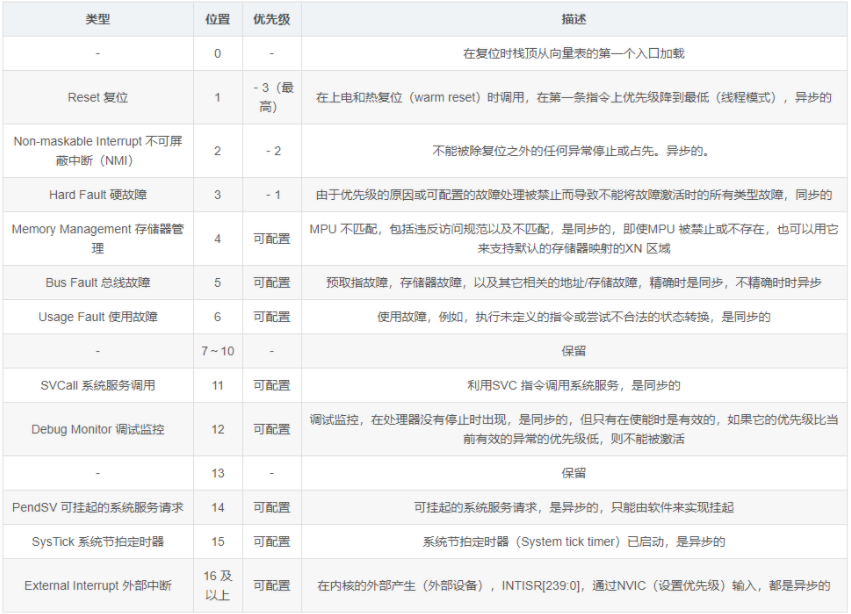 类型 位置 优先级 描述
- 0 - 在复位时栈顶从向量表的第一个入口加载
Reset 复位 1 - 3（最 在上电和热复位（warm reset）时调用，在第一条指令上优先级降到最低（线程模式），异步的
高）
Non-maskable Interrupt 不可屏 2 - 2 不能被除复位之外的任何异常停止或占先。异步的。
蔽中断（NMI）
Hard Fault 硬故障 3 - 1 由于优先级的原因或可配置的故障处理被禁止而导致不能将故障激活时的所有类型故障，同步的
Memory Management 存储器管 4 可配置 MPU 不匹配，包括违反访问规范以及不匹配，是同步的，即使MPU 被禁止或不存在，也可以用它
理 来支持默认的存储器映射的XN 区域
Bus Fault 总线故障 5 可配置 预取指故障，存储器故障，以及其它相关的地址/存储故障，精确时是同步，不精确时时异步
Usage Fault 使用故障 6 可配置 使用故障，例如，执行未定义的指令或尝试不合法的状态转换，是同步的
- 7～10 - 保留
SVCall 系统服务调用 11 可配置 利用SVC 指令调用系统服务，是同步的
Debug Monitor 调试监控 12 可配置 调试监控，在处理器没有停止时出现，是同步的，但只有在使能时是有效的，如果它的优先级比当
前有效的异常的优先级低，则不能被激活
- 13 - 保留
PendSV 可挂起的系统服务请求 14 可配置 可挂起的系统服务请求，是异步的，只能由软件来实现挂起
SysTick 系统节拍定时器 15 可配置 系统节拍定时器（System tick timer）已启动，是异步的
External Interrupt 外部中断 16 及 可配置 在内核的外部产生（外部设备），INTISR[239:0]，通过NVIC（设置优先级）输入，都是异步的
以上